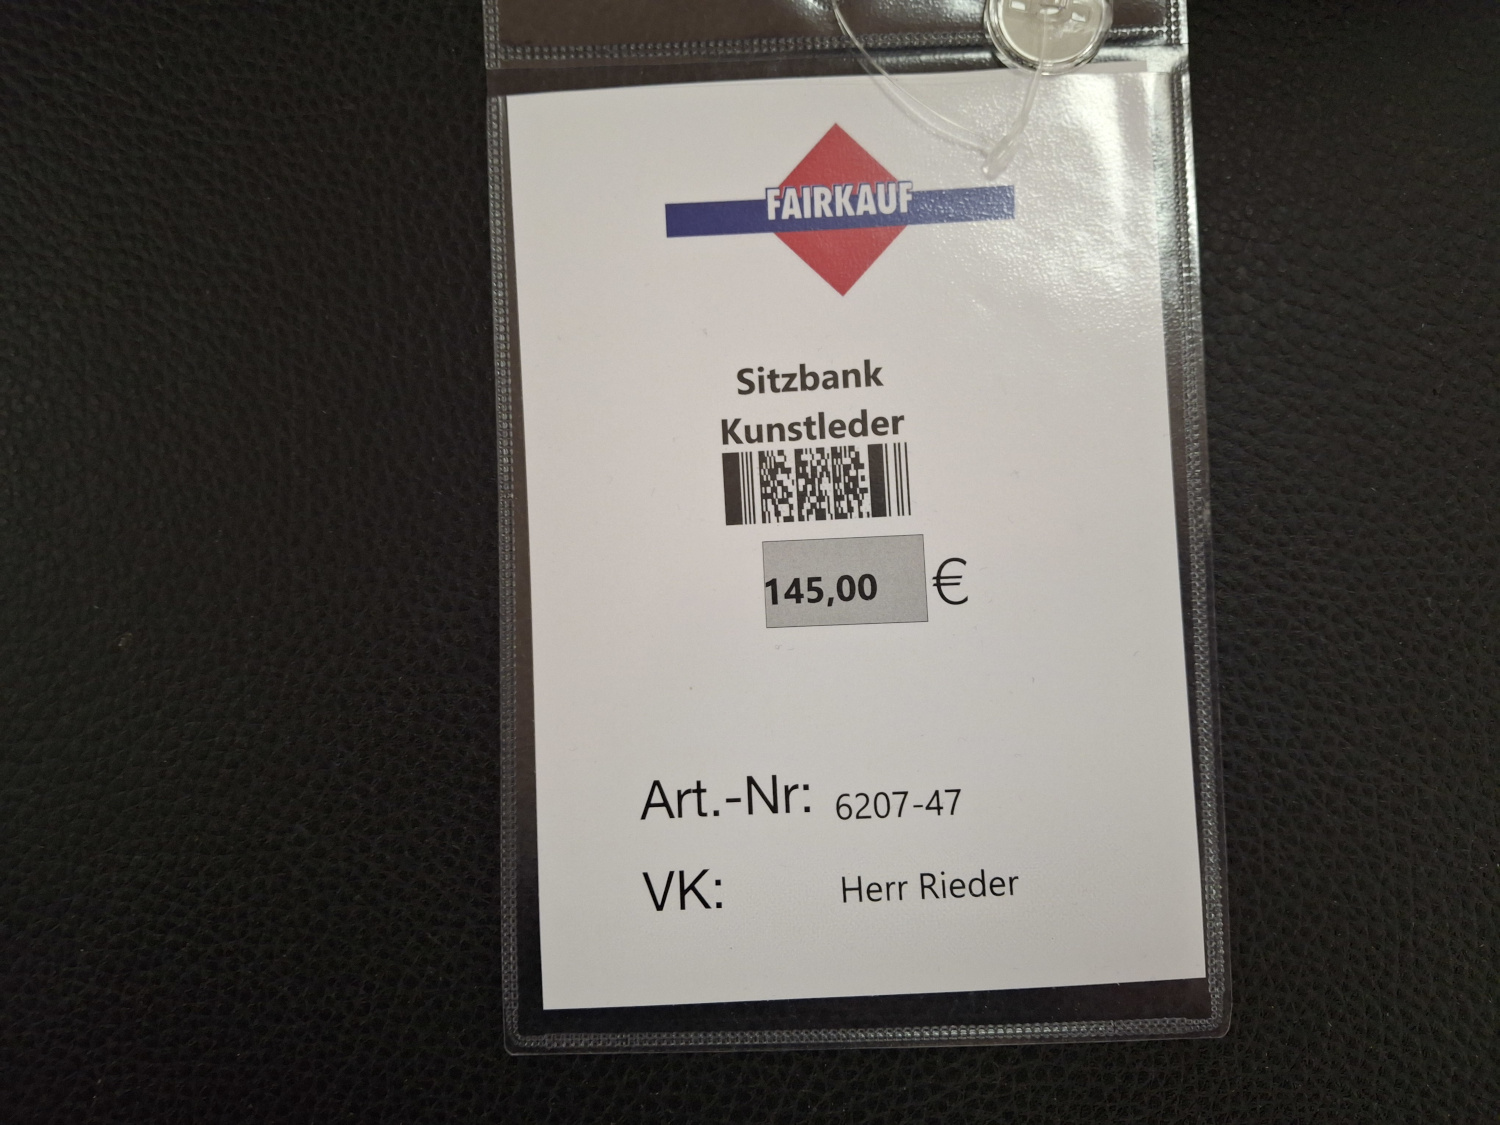 FAIRKAUF
Sitzbank
Kunstleder
145,00 €
Art.-Nr: 6207-47
VK: Herr Rieder